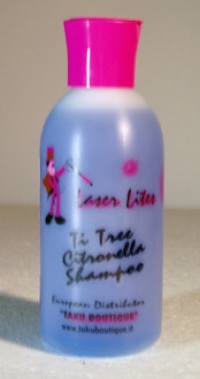 Laser Lites
Ti Tree
Citronella
Shampoo
European Distributor
"TAKU BOUTIQUE"
www.takuboutique.it